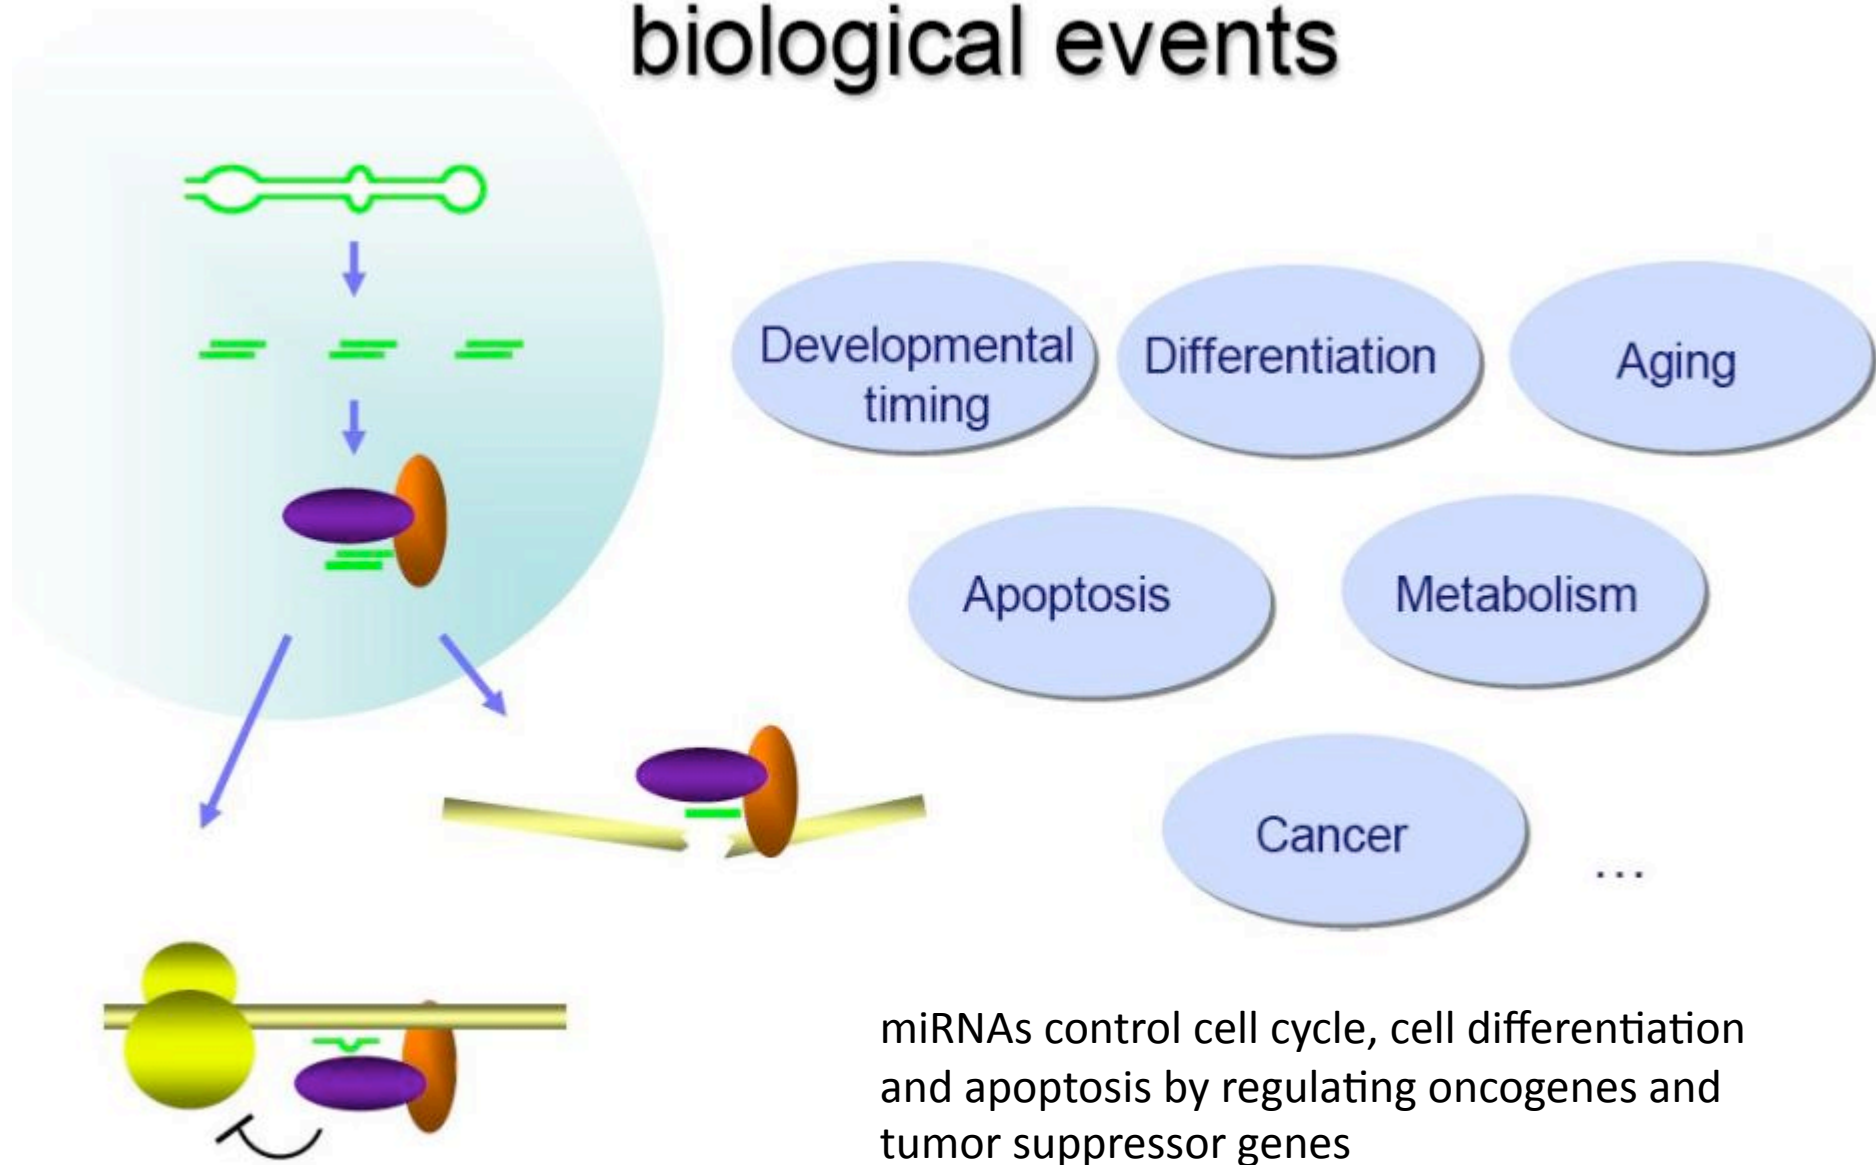 biological events
Developmental
timing
Differentiation
Aging
Apoptosis
Metabolism
Cancer
...
miRNAs control cell cycle, cell differentiation
and apoptosis by regulating oncogenes and
tumor suppressor genes